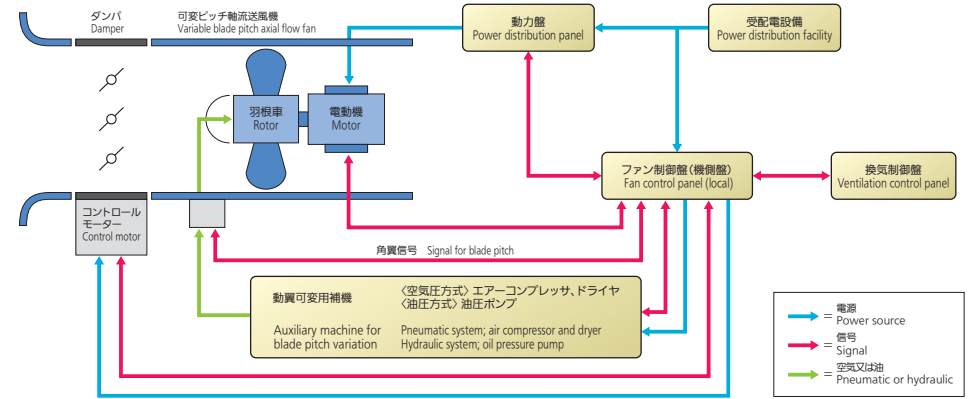 ダンパ
Damper
可変ピッチ軸流送風機
Variable blade pitch axial flow fan
動力盤
Power distribution panel
受配電設備
Power distribution facility
羽根車
Rotor
電動機
Motor
ファン制御盤（機側盤）
Fan control panel (local)
換気制御盤
Ventilation control panel
コントロール
モーター
Control motor
角翼信号 Signal for blade pitch
動翼可変用補機
〈空気圧方式〉エアーコンプレッサ、ドライヤ
〈油圧方式〉油圧ポンプ
Auxiliary machine for
blade pitch variation
Pneumatic system; air compressor and dryer
Hydraulic system; oil pressure pump
= 電源
Power source
= 信号
Signal
= 空気又は油
Pneumatic or hydraulic